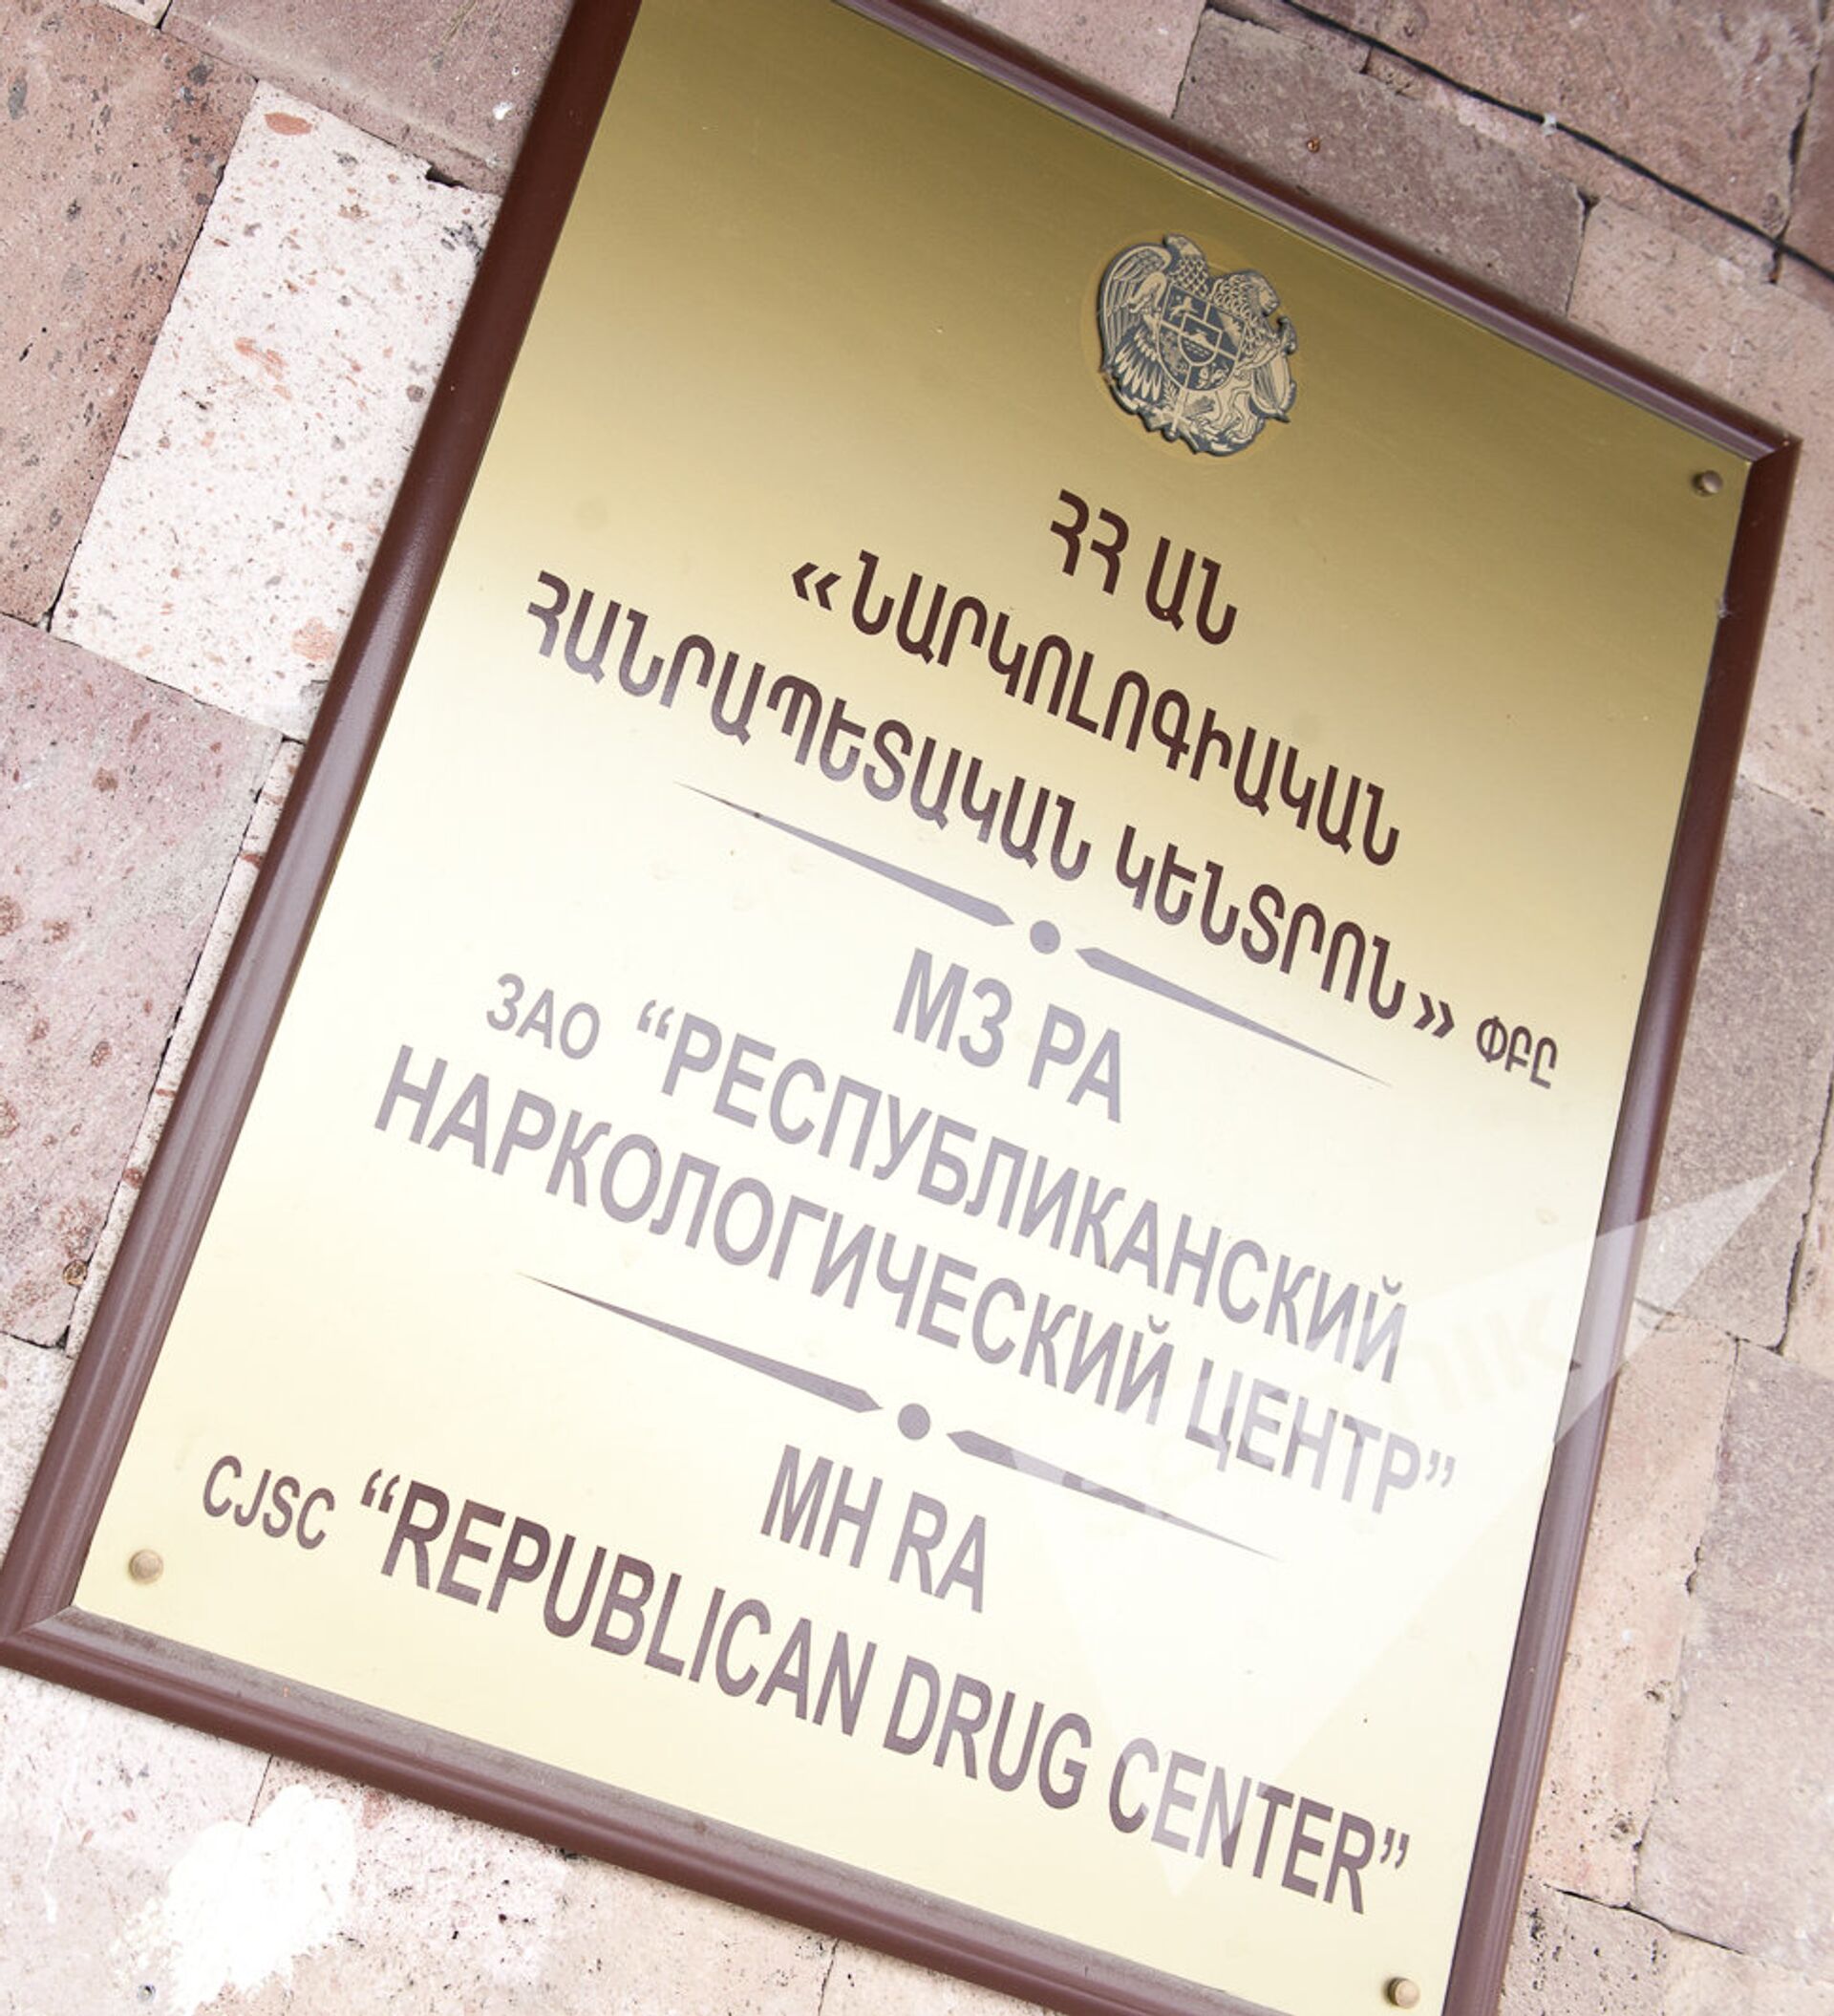 ՀՀ ԱՆ
«ՆԱՐԿՈԼՈԳԻԱԿԱՆ
ՀԱՆՐԱՊԵՏԱԿԱՆ ԿԵՆՏՐՈՆ» ՓԲԸ
МЗ РА
ЗАО “РЕСПУБЛИКАНСКИЙ
НАРКОЛОГИЧЕСКИЙ ЦЕНТР”
MH RA
CJSC “REPUBLICAN DRUG CENTER”